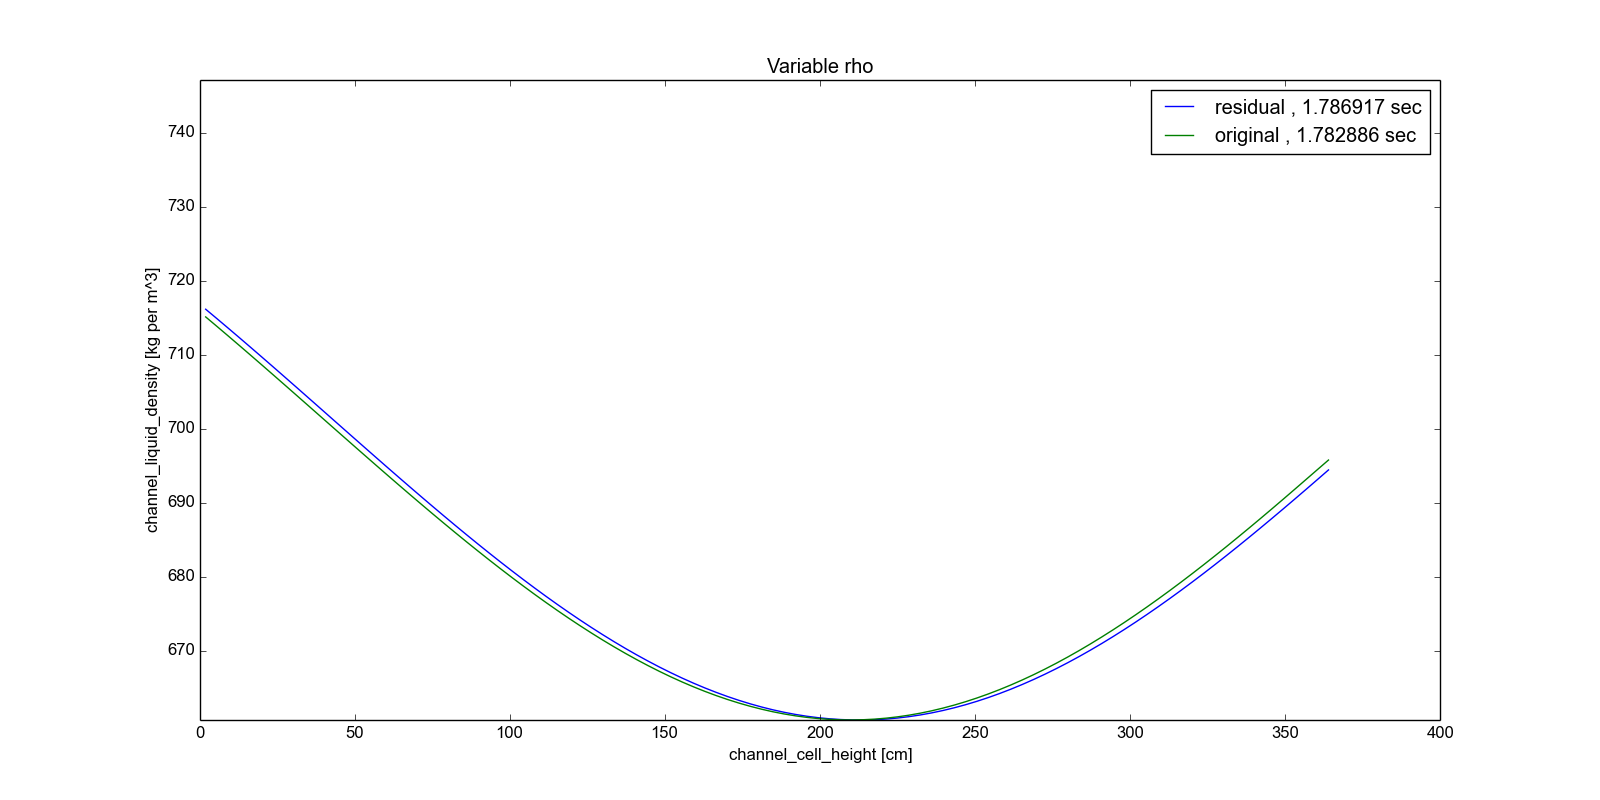 Variable rho
residual , 1.786917 sec
original , 1.782886 sec
channel_liquid_density [kg per m^3]
740
730
720
710
700
690
680
670
0 50 100 150 200 250 300 350 400
channel_cell_height [cm]